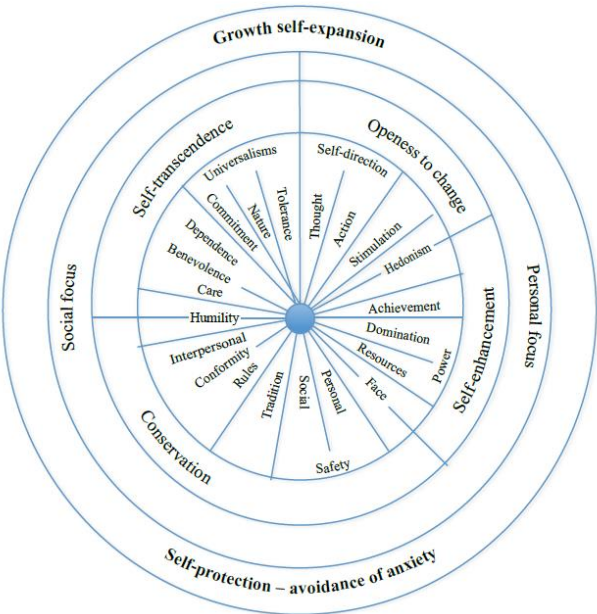 Growth self-expansion
Self-transcendence
Openess to change
Universalisms
Self-direction
Commitment
Nature
Tolerance
Thought
Action
Stimulation
Hedonism
Dependence
Benevolence
Care
Humility
Achievement
Domination
Resources
Power
Face
Interpersonal
Conformity
Rules
Tradition
Social
Personal
Safety
Social focus
Personal focus
Self-enhancement
Conservation
Self-protection – avoidance of anxiety